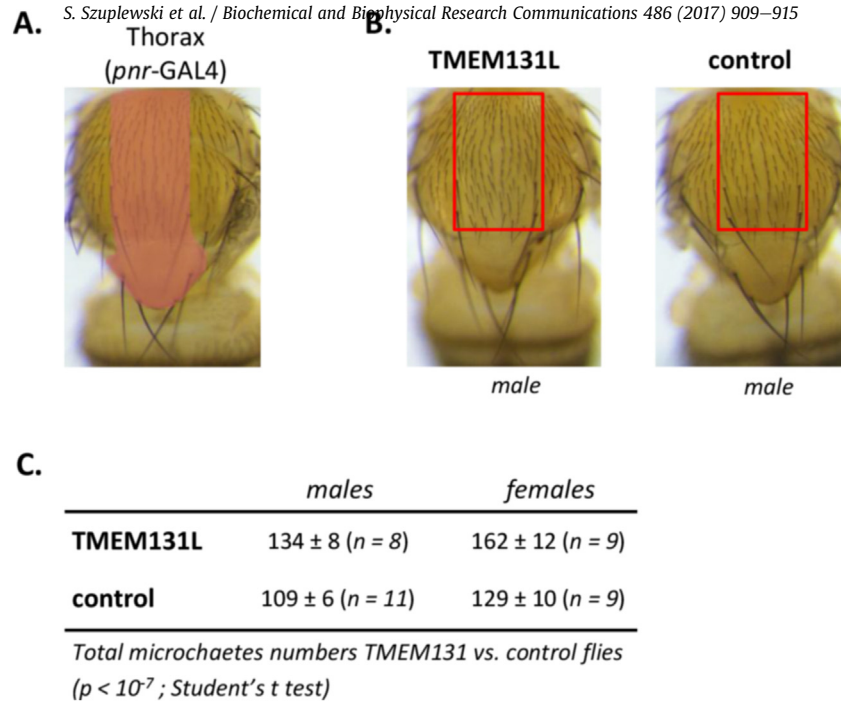 S. Szuplewski et al. / Biochemical and Biophysical Research Communications 486 (2017) 909–915
A.
Thorax
(pnr-GAL4)
B.
TMEM131L control
male male
C.
males females
TMEM131L 134 ± 8 (n = 8) 162 ± 12 (n = 9)
control 109 ± 6 (n = 11) 129 ± 10 (n = 9)
Total microchaetes numbers TMEM131 vs. control flies
(p < 10⁻⁷ ; Student's t test)